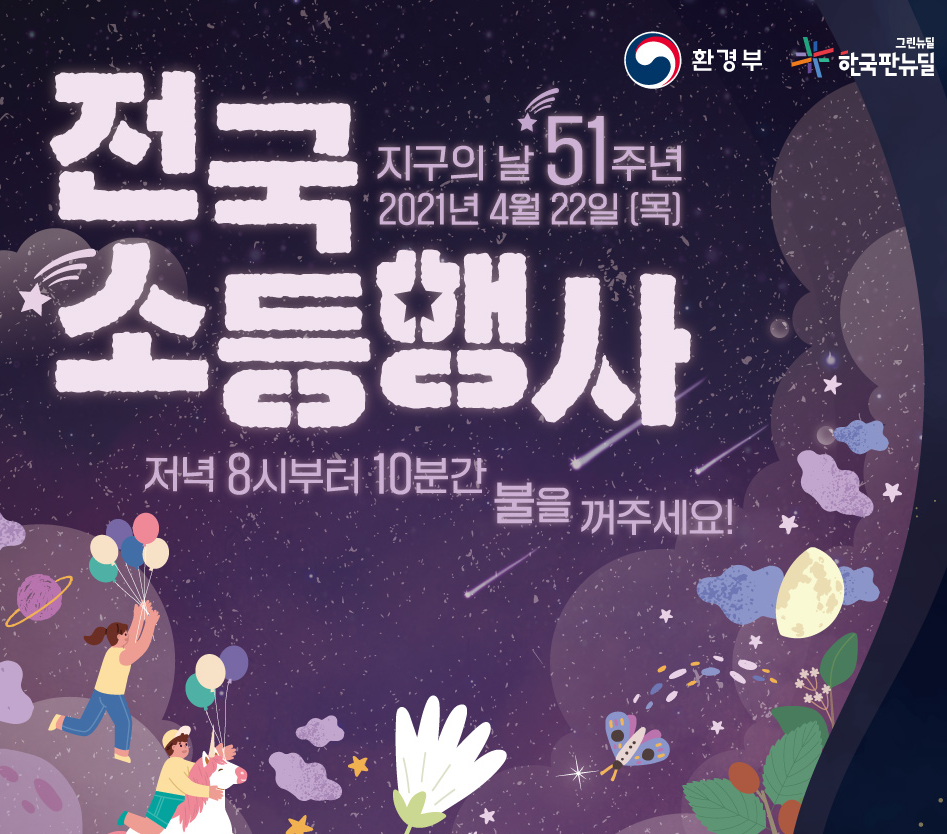 환경부
그린뉴딜
한국판뉴딜
전국
지구의 날 51주년
2021년 4월 22일 (목)
소등행사
저녁 8시부터 10분간
불을 꺼주세요!